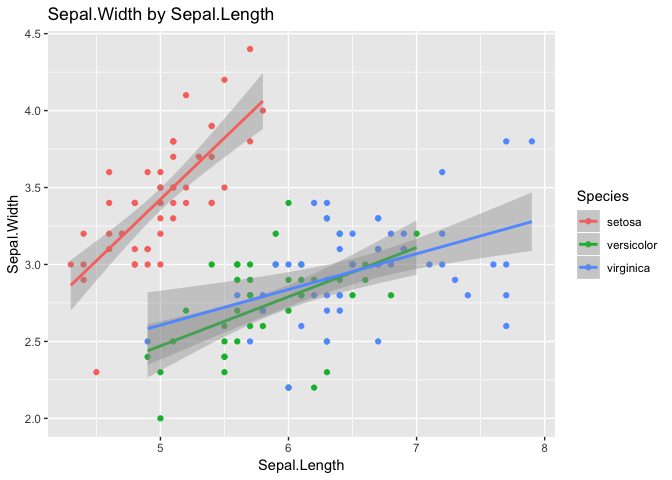 Sepal.Width by Sepal.Length
4.5
4.0
3.5
3.0
2.5
2.0
Sepal.Width
5
6
7
8
Sepal.Length
Species
setosa
versicolor
virginica